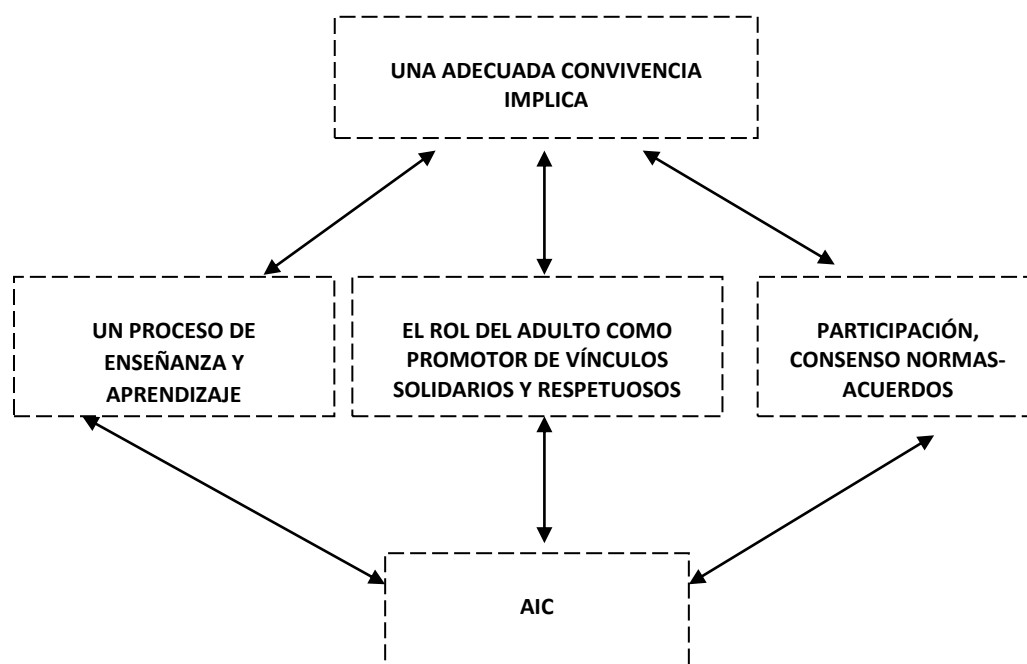 UNA ADECUADA CONVIVENCIA
IMPLICA
UN PROCESO DE
ENSEÑANZA Y
APRENDIZAJE
EL ROL DEL ADULTO COMO
PROMOTOR DE VÍNCULOS
SOLIDARIOS Y RESPETUOSOS
PARTICIPACIÓN,
CONSENSO NORMAS-
ACUERDOS
AIC